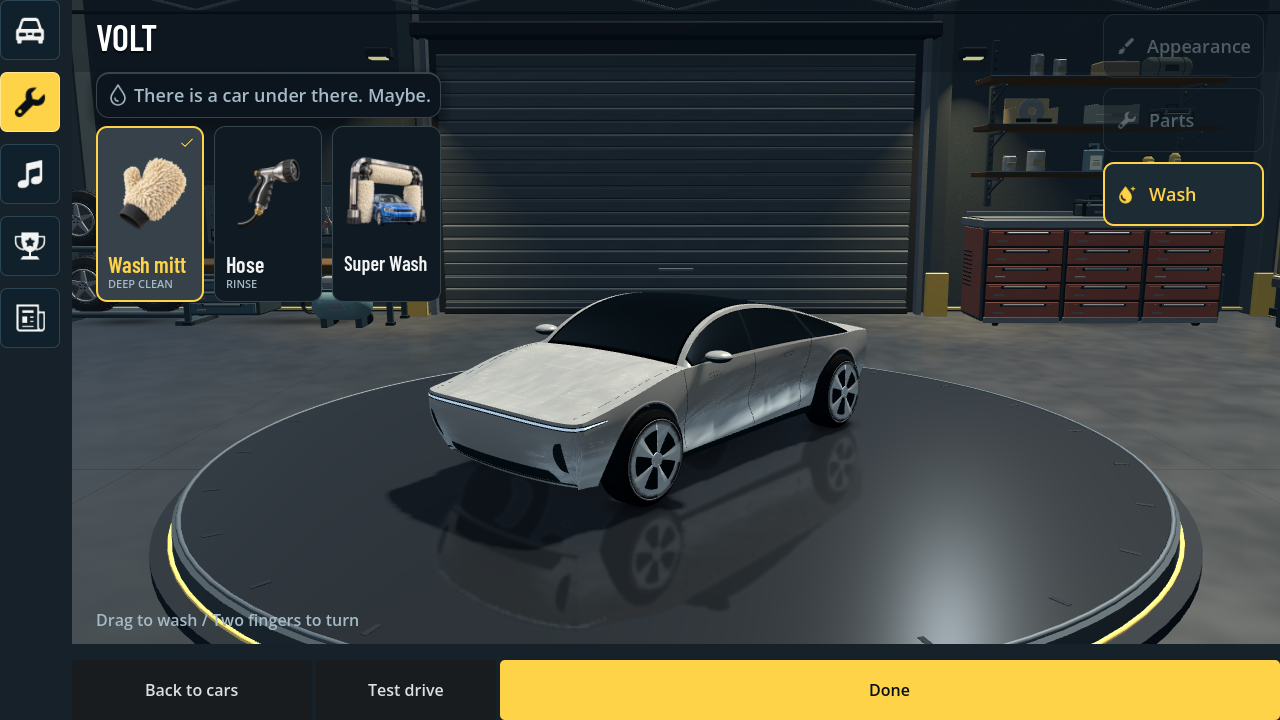 VOLT
There is a car under there. Maybe.
Wash mitt
DEEP CLEAN
Hose
RINSE
Super Wash
Appearance
Parts
Wash
Drag to wash / Two fingers to turn
Back to cars
Test drive
Done